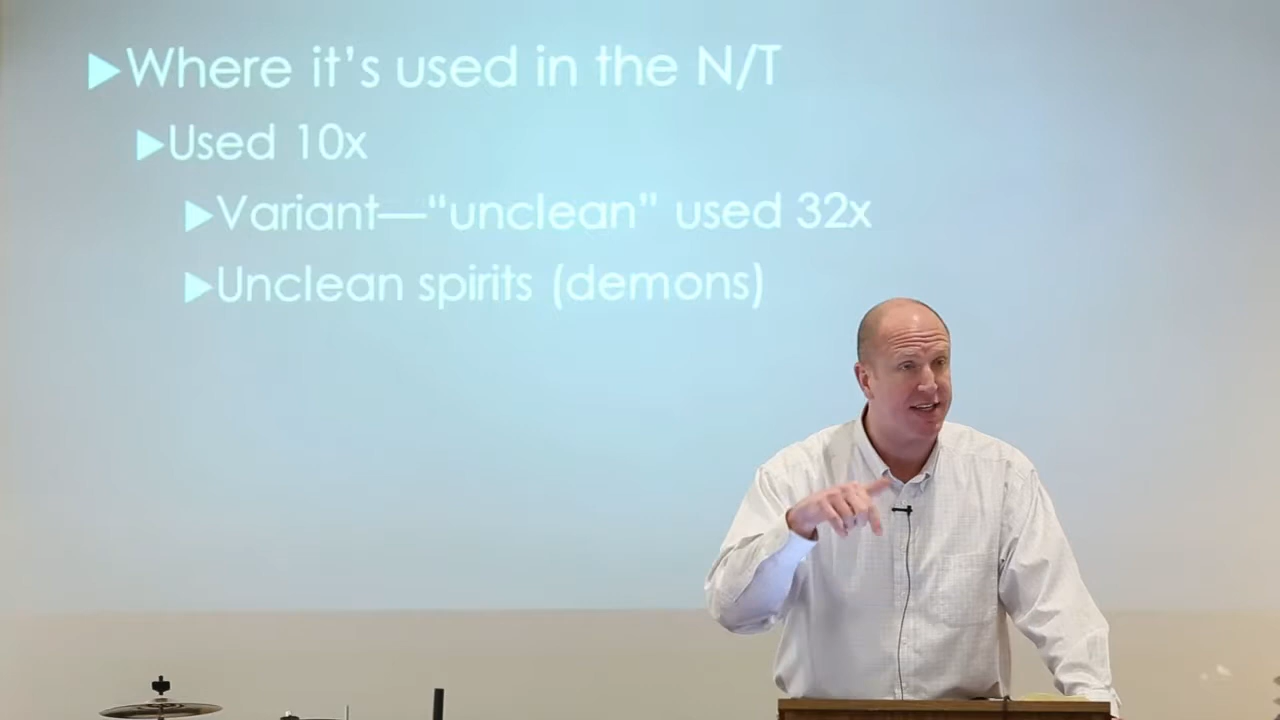 Where it's used in the N/T
Used 10x
Variant—"unclean" used 32x
Unclean spirits (demons)